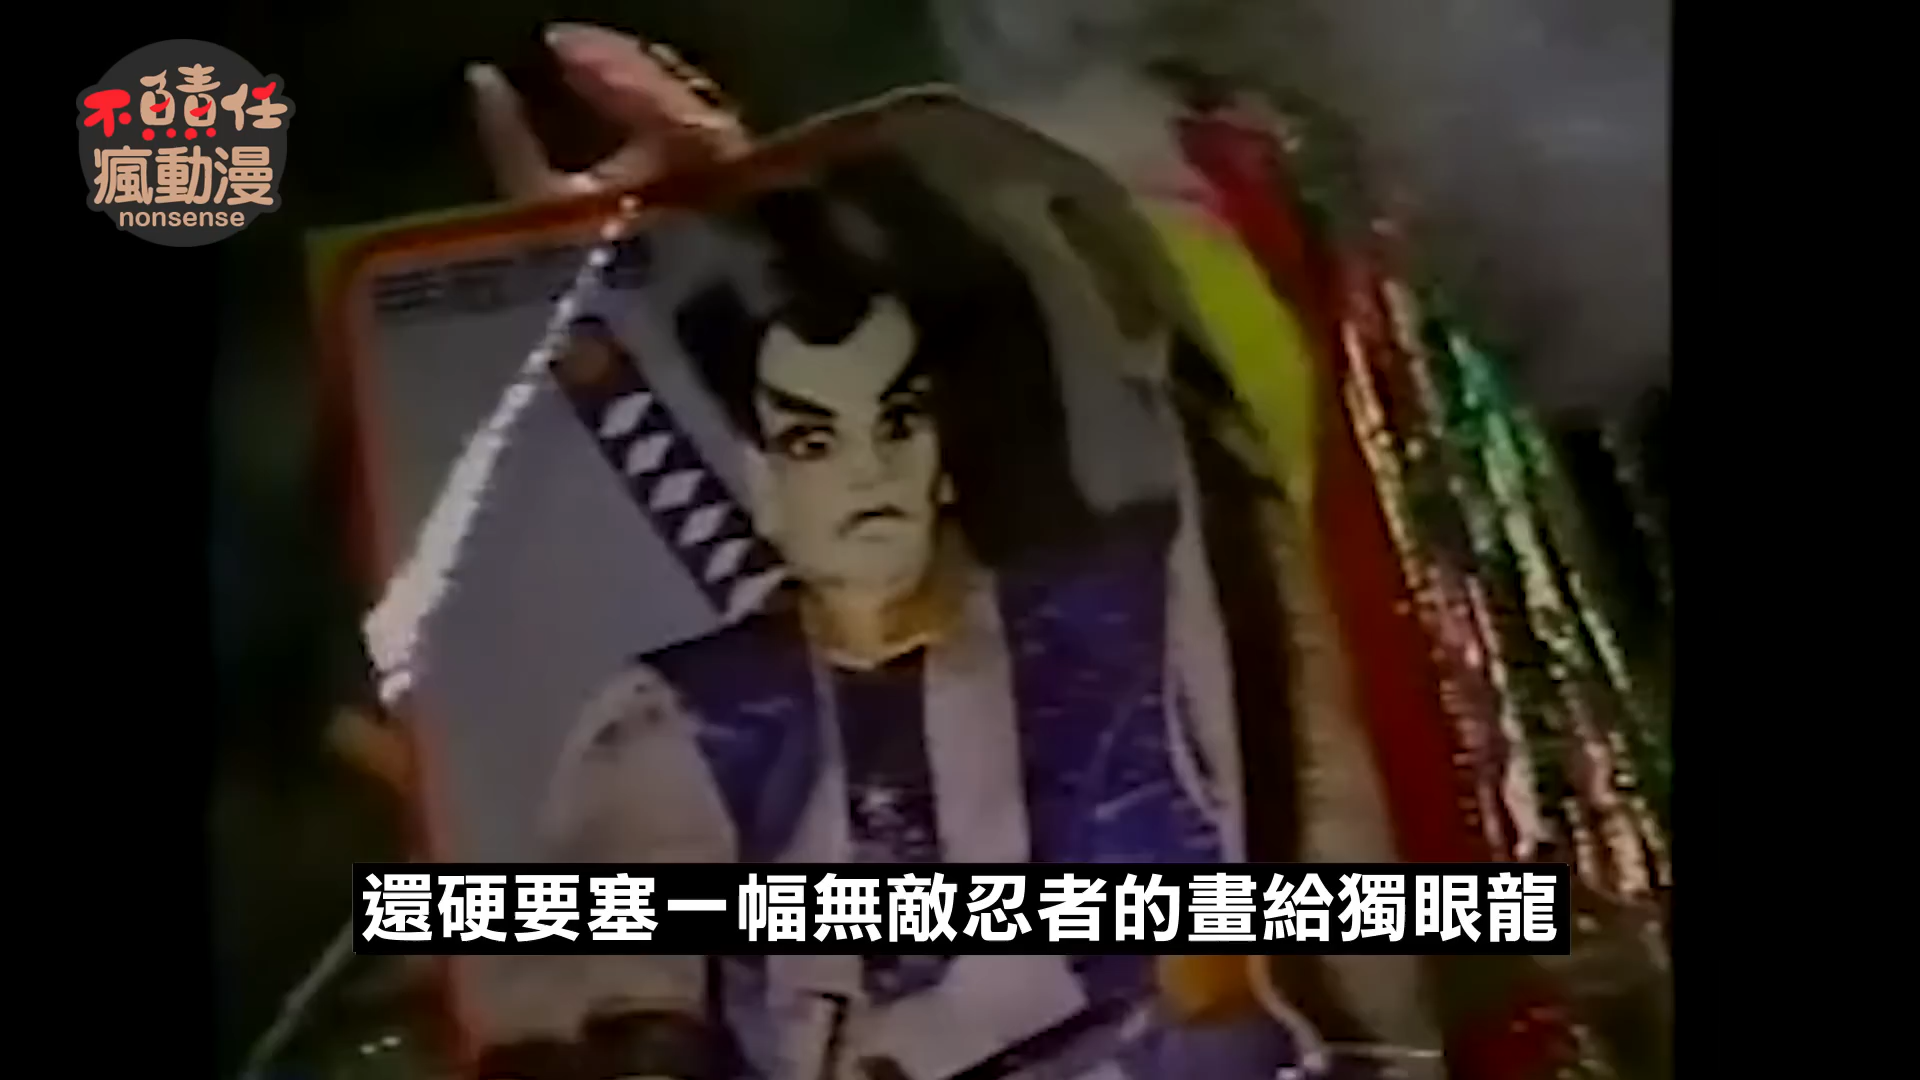 不負責任
瘋動漫
nonsense
還硬要塞一幅無敵忍者的畫給獨眼龍